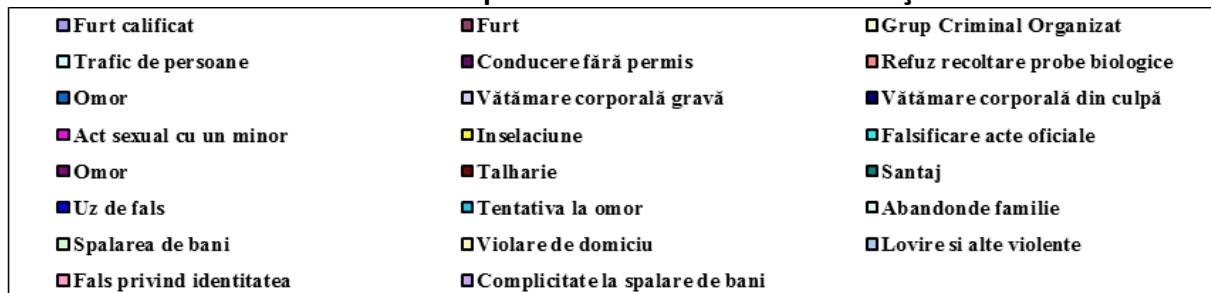 Furt calificat Furt Grup Criminal Organizat
Trafic de persoane Conducere fără permis Refuz recoltare probe biologice
Omor Vătămare corporală gravă Vătămare corporală din culpă
Act sexual cu un minor Inselaciune Falsificare acte oficiale
Omor Talharie Santaj
Uz de fals Tentativa la omor Abandon de familie
Spalarea de bani Violare de domiciu Lovire si alte violente
Fals privind identitatea Complicitate la spalare de bani